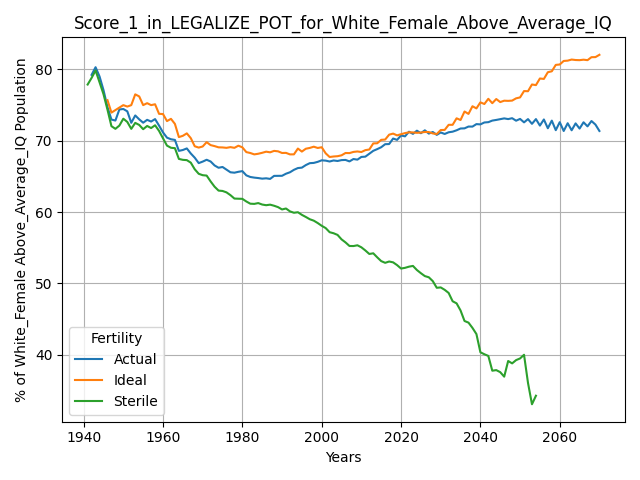 Score_1_in_LEGALIZE_POT_for_White_Female_Above_Average_IQ
% of White_Female Above_Average_IQ Population
80
70
60
50
40
Fertility
Actual
Ideal
Sterile
1940 1960 1980 2000 2020 2040 2060
Years